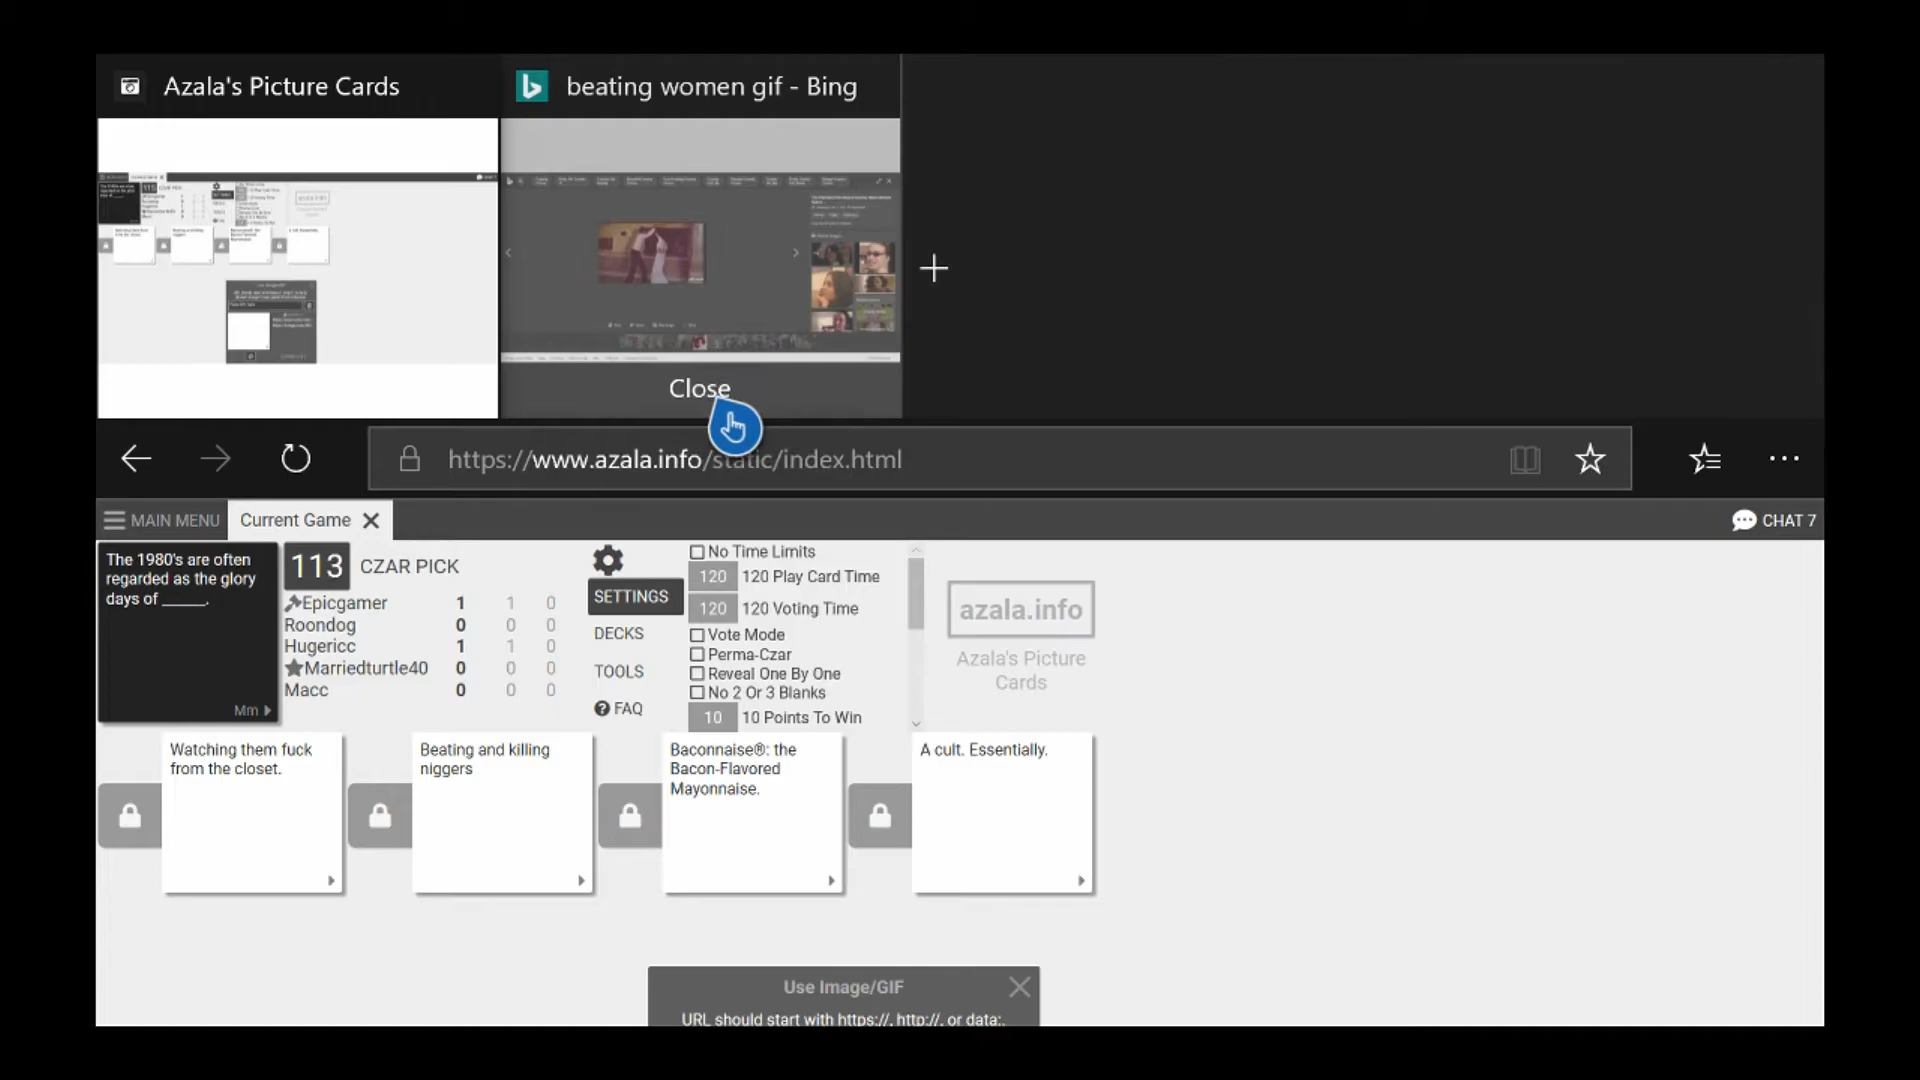 Azala's Picture Cards
beating women gif - Bing
Close
https://www.azala.info/static/index.html
MAIN MENU
Current Game
CHAT 7
The 1980's are often
regarded as the glory
days of ______.
Mm
113 CZAR PICK
Epicgamer 1 1 0
Roondog 0 0 0
Hugericc 1 1 0
Marriedturtle40 0 0 0
Macc 0 0 0
SETTINGS
DECKS
TOOLS
FAQ
No Time Limits
120 120 Play Card Time
120 120 Voting Time
Vote Mode
Perma-Czar
Reveal One By One
No 2 Or 3 Blanks
10 10 Points To Win
azala.info
Azala's Picture
Cards
Watching them fuck
from the closet.
Beating and killing
niggers
Baconnaise®: the
Bacon-Flavored
Mayonnaise.
A cult. Essentially.
Use Image/GIF
URL should start with https://, http://, or data:.